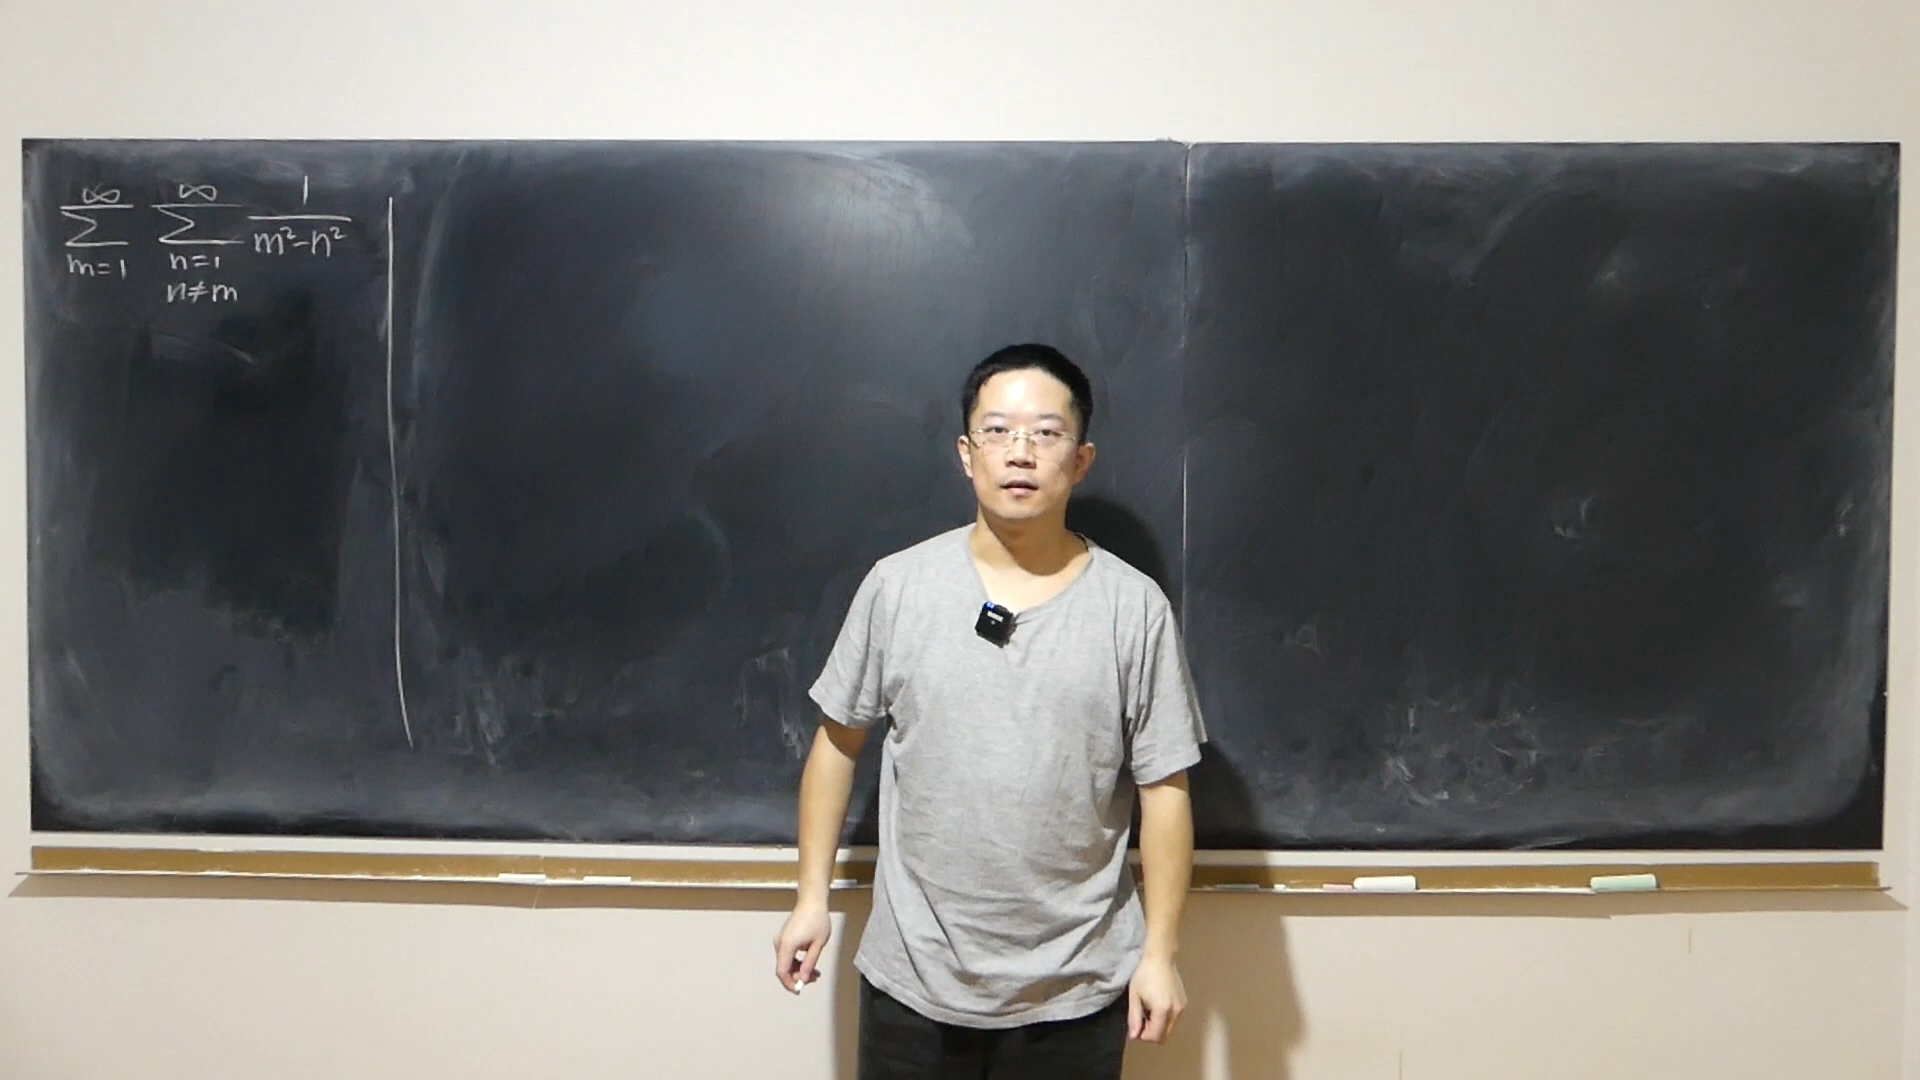 ∞ ∞ 1
∑ ∑ m²-n²
m=1 n=1
n≠m